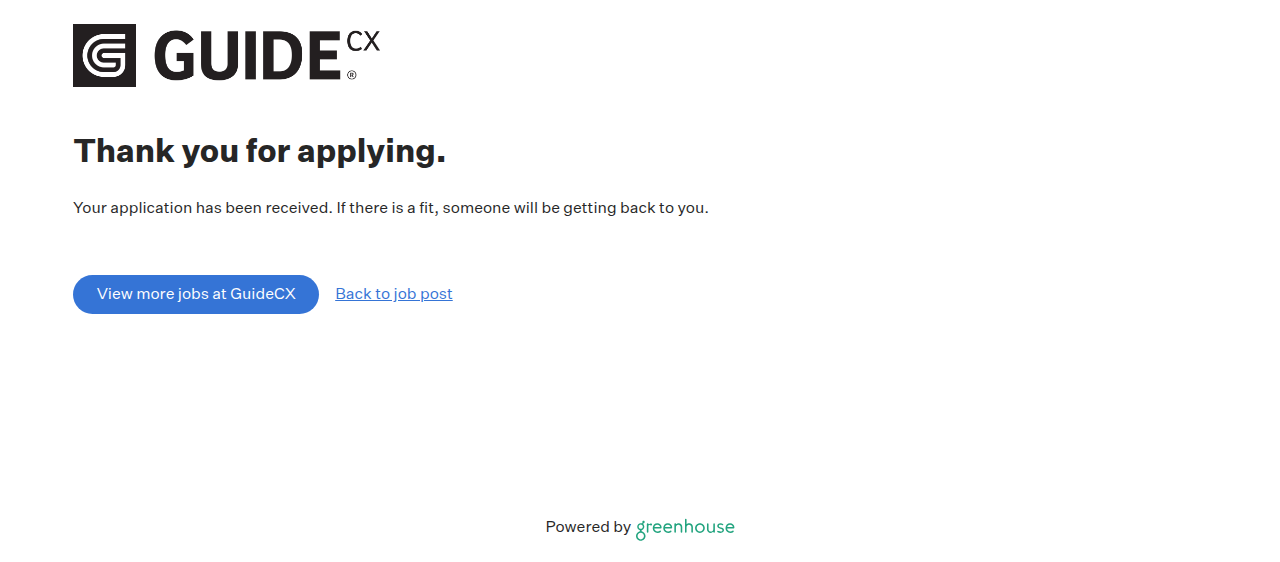 GUIDE CX ®
Thank you for applying.
Your application has been received. If there is a fit, someone will be getting back to you.
View more jobs at GuideCX Back to job post
Powered by greenhouse